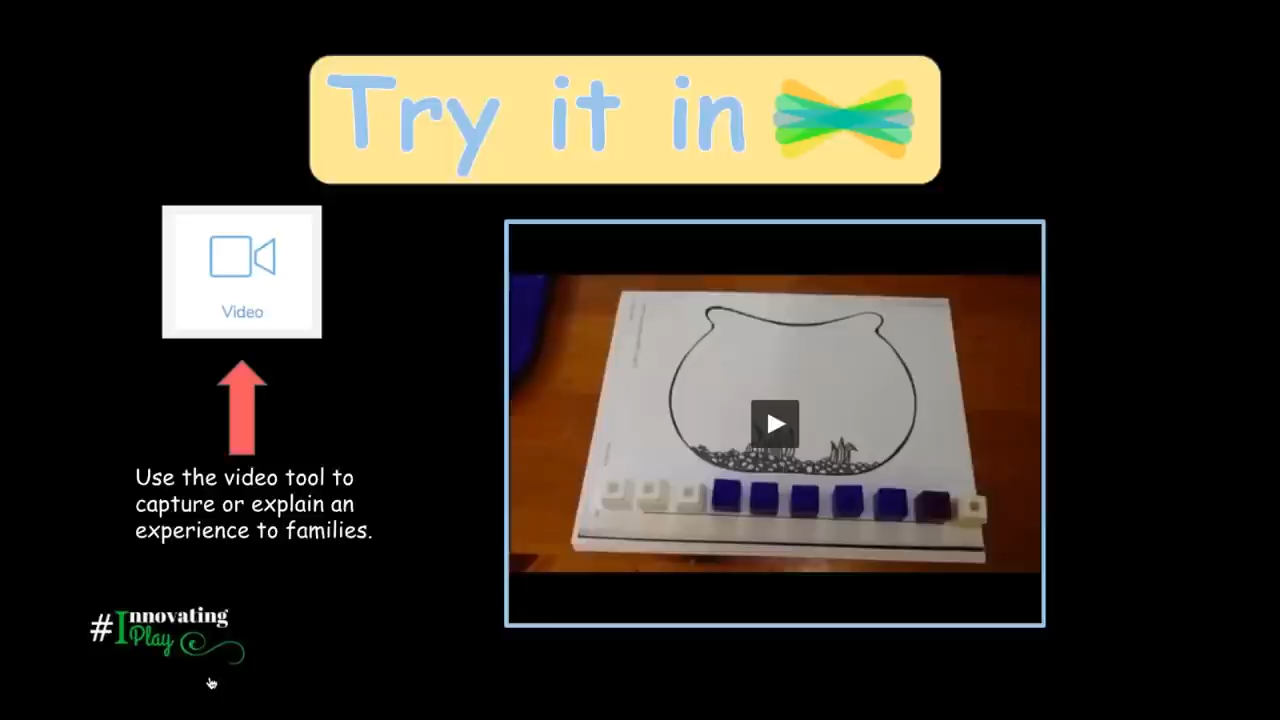 Try it in
Video
Use the video tool to
capture or explain an
experience to families.
#Innovating
Play